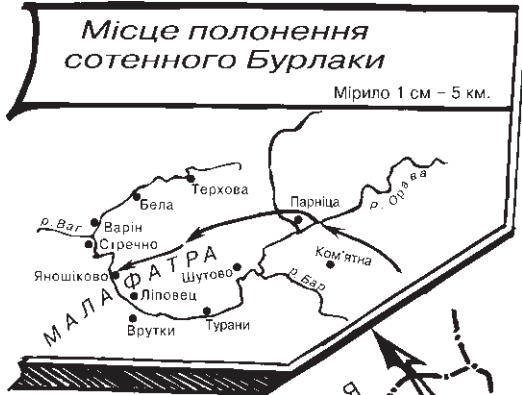 Місце полонення
сотенного Бурлаки
Мірило 1 см – 5 км.
Терхова
Бела
Парніца
р. Орава
р. Ваг
Варін
Стречно
Ком'ятна
Яношіково
Шутово
МАЛА ФАТРА
р. Вар
Ліповец
Врутки
Турани
Я